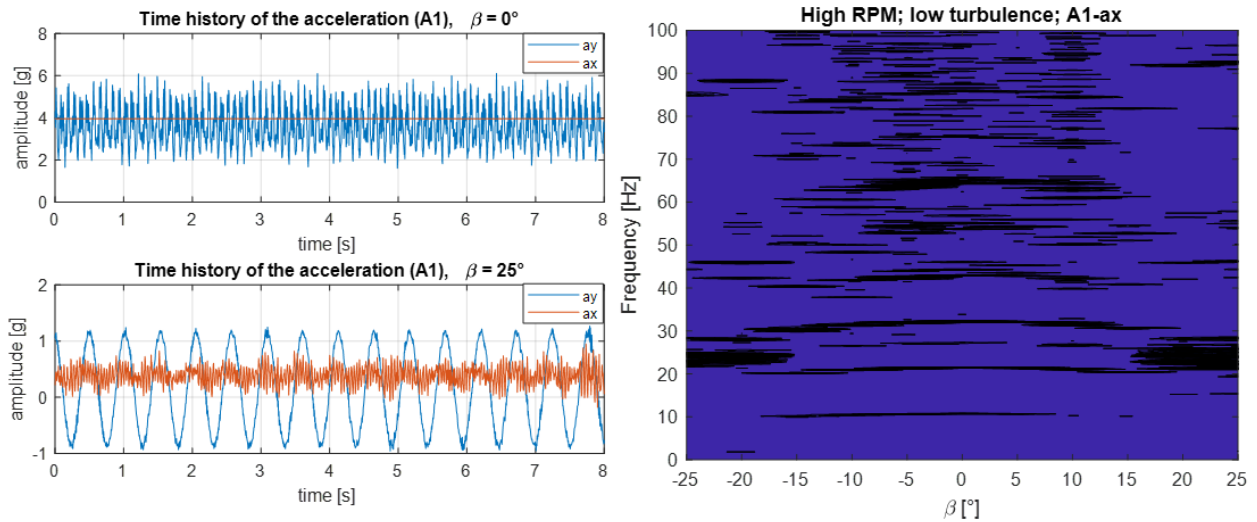 Time history of the acceleration (A1), β = 0°
8
6
4
2
0
amplitude [g]
ay
ax
0 1 2 3 4 5 6 7 8
time [s]
Time history of the acceleration (A1), β = 25°
2
1
0
-1
amplitude [g]
ay
ax
0 1 2 3 4 5 6 7 8
time [s]
High RPM; low turbulence; A1-ax
100
90
80
70
60
50
40
30
20
10
0
Frequency [Hz]
-25 -20 -15 -10 -5 0 5 10 15 20 25
β [°]